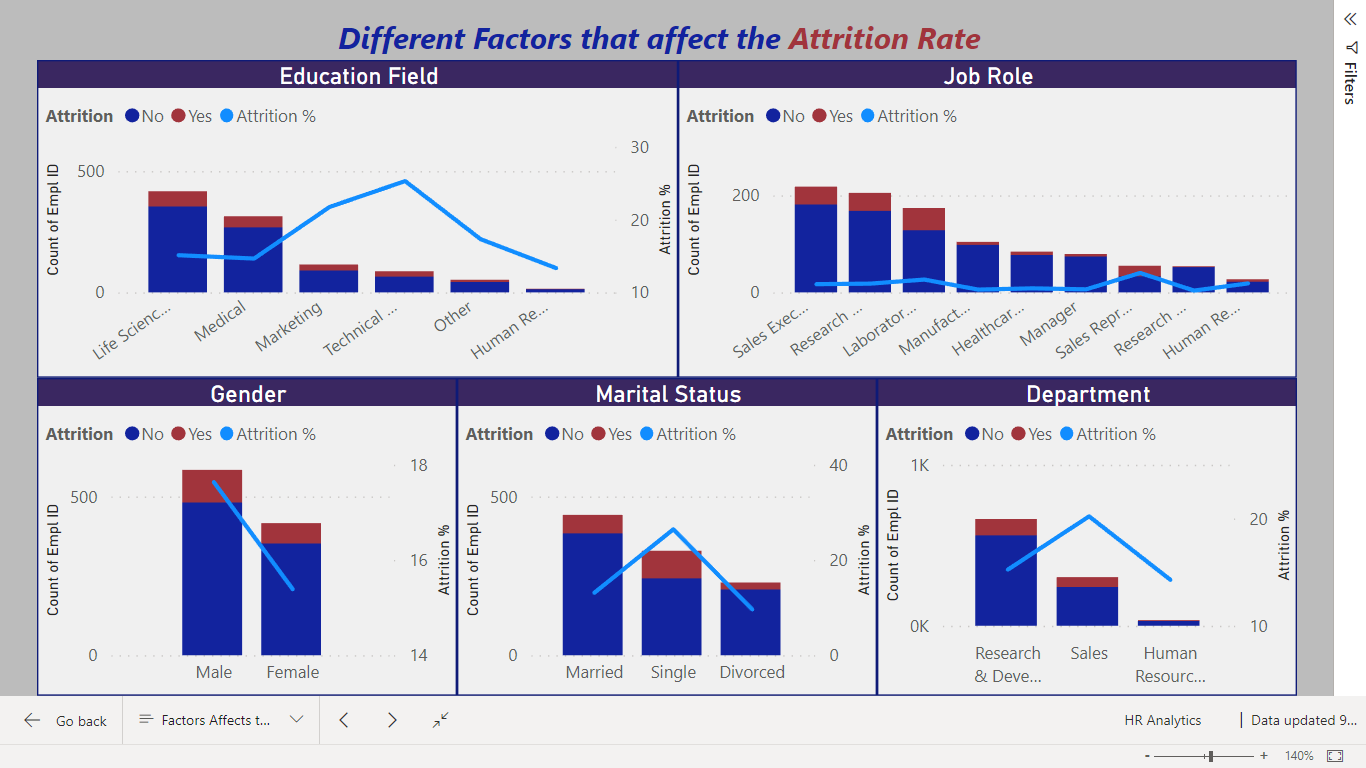 Different Factors that affect the Attrition Rate
Filters
Education Field
Attrition No Yes Attrition %
Count of Empl ID
500
0
30
20
10
Attrition %
Life Scienc...
Medical
Marketing
Technical ...
Other
Human Re...
Job Role
Attrition No Yes Attrition %
Count of Empl ID
200
0
Sales Exec...
Research ...
Laborator...
Manufact...
Healthcar...
Manager
Sales Repr...
Research ...
Human Re...
Gender
Attrition No Yes Attrition %
Count of Empl ID
500
0
18
16
14
Attrition %
Male Female
Marital Status
Attrition No Yes Attrition %
Count of Empl ID
500
0
40
20
0
Attrition %
Married Single Divorced
Department
Attrition No Yes Attrition %
Count of Empl ID
1K
0K
20
10
Attrition %
Research Sales Human
& Deve... Resourc...
Go back Factors Affects t... HR Analytics | Data updated 9...
- + 140%